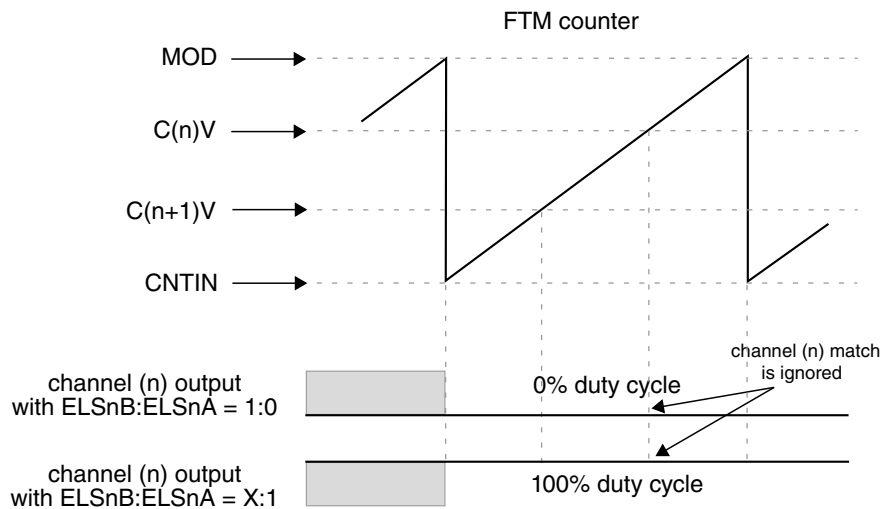 FTM counter
MOD
C(n)V
C(n+1)V
CNTIN
channel (n) match
is ignored
channel (n) output
with ELSnB:ELSnA = 1:0
0% duty cycle
channel (n) output
with ELSnB:ELSnA = X:1
100% duty cycle